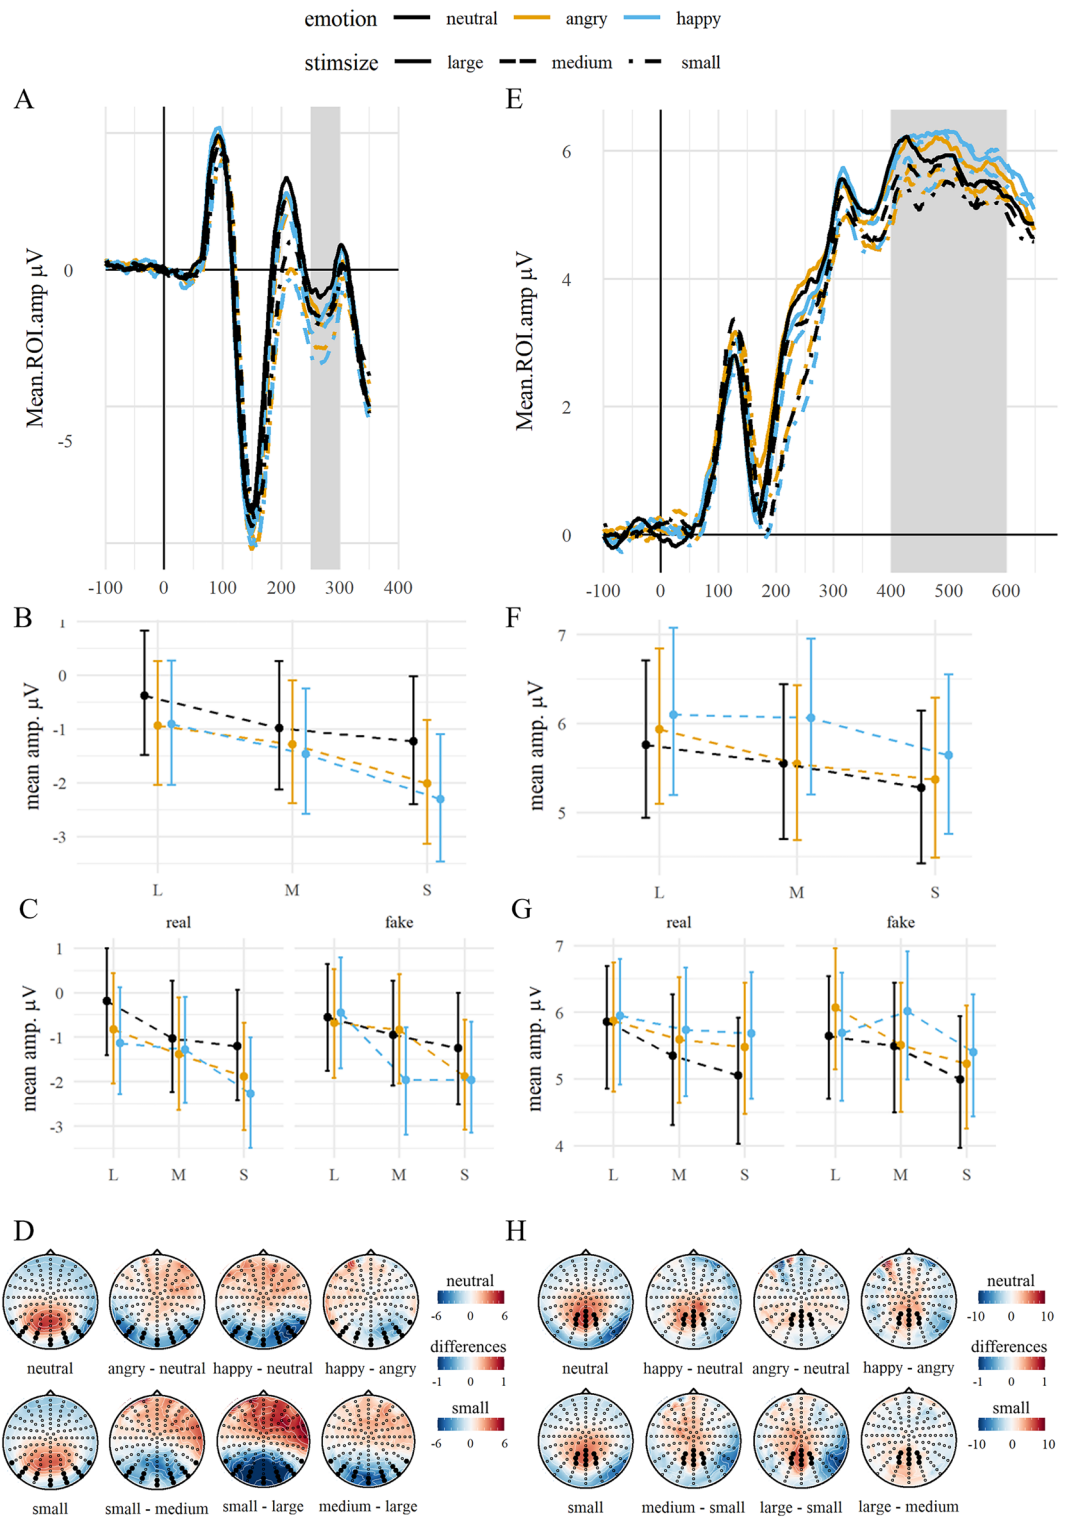 emotion neutral angry happy
stimsize large medium small
A
Mean.ROI.amp µV
0
-5
-100 0 100 200 300 400
E
Mean.ROI.amp µV
6
4
2
0
-100 0 100 200 300 400 500 600
B
mean amp. µV
1
0
-1
-2
-3
L M S
F
mean amp. µV
7
6
5
L M S
C
real fake
mean amp. µV
1
0
-1
-2
-3
L M S L M S
G
real fake
mean amp. µV
7
6
5
4
L M S L M S
D
neutral
-6 0 6
differences
-1 0 1
neutral angry - neutral happy - neutral happy - angry
small
-6 0 6
small small - medium small - large medium - large
H
neutral
-10 0 10
differences
-1 0 1
neutral happy - neutral angry - neutral happy - angry
small
-10 0 10
small medium - small large - small large - medium